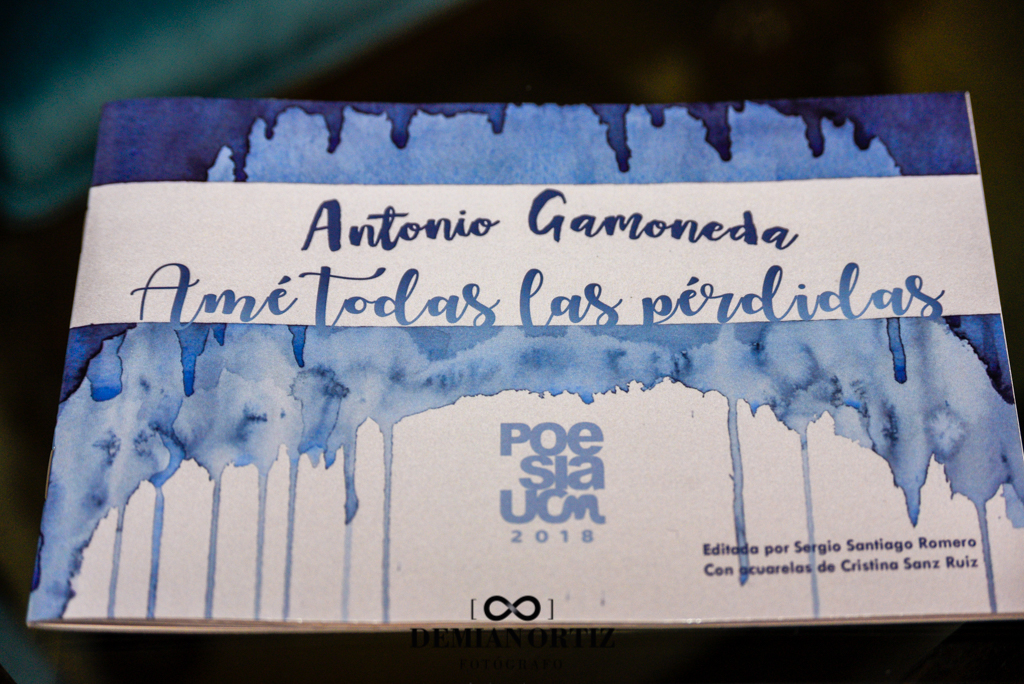 Antonio Gamoneda
Amé todas las pérdidas
POe
sia
UCM
2018
Editada por Sergio Santiago Romero
Con acuarelas de Cristina Sanz Ruiz
DEMIAN ORTIZ
FOTÓGRAFO